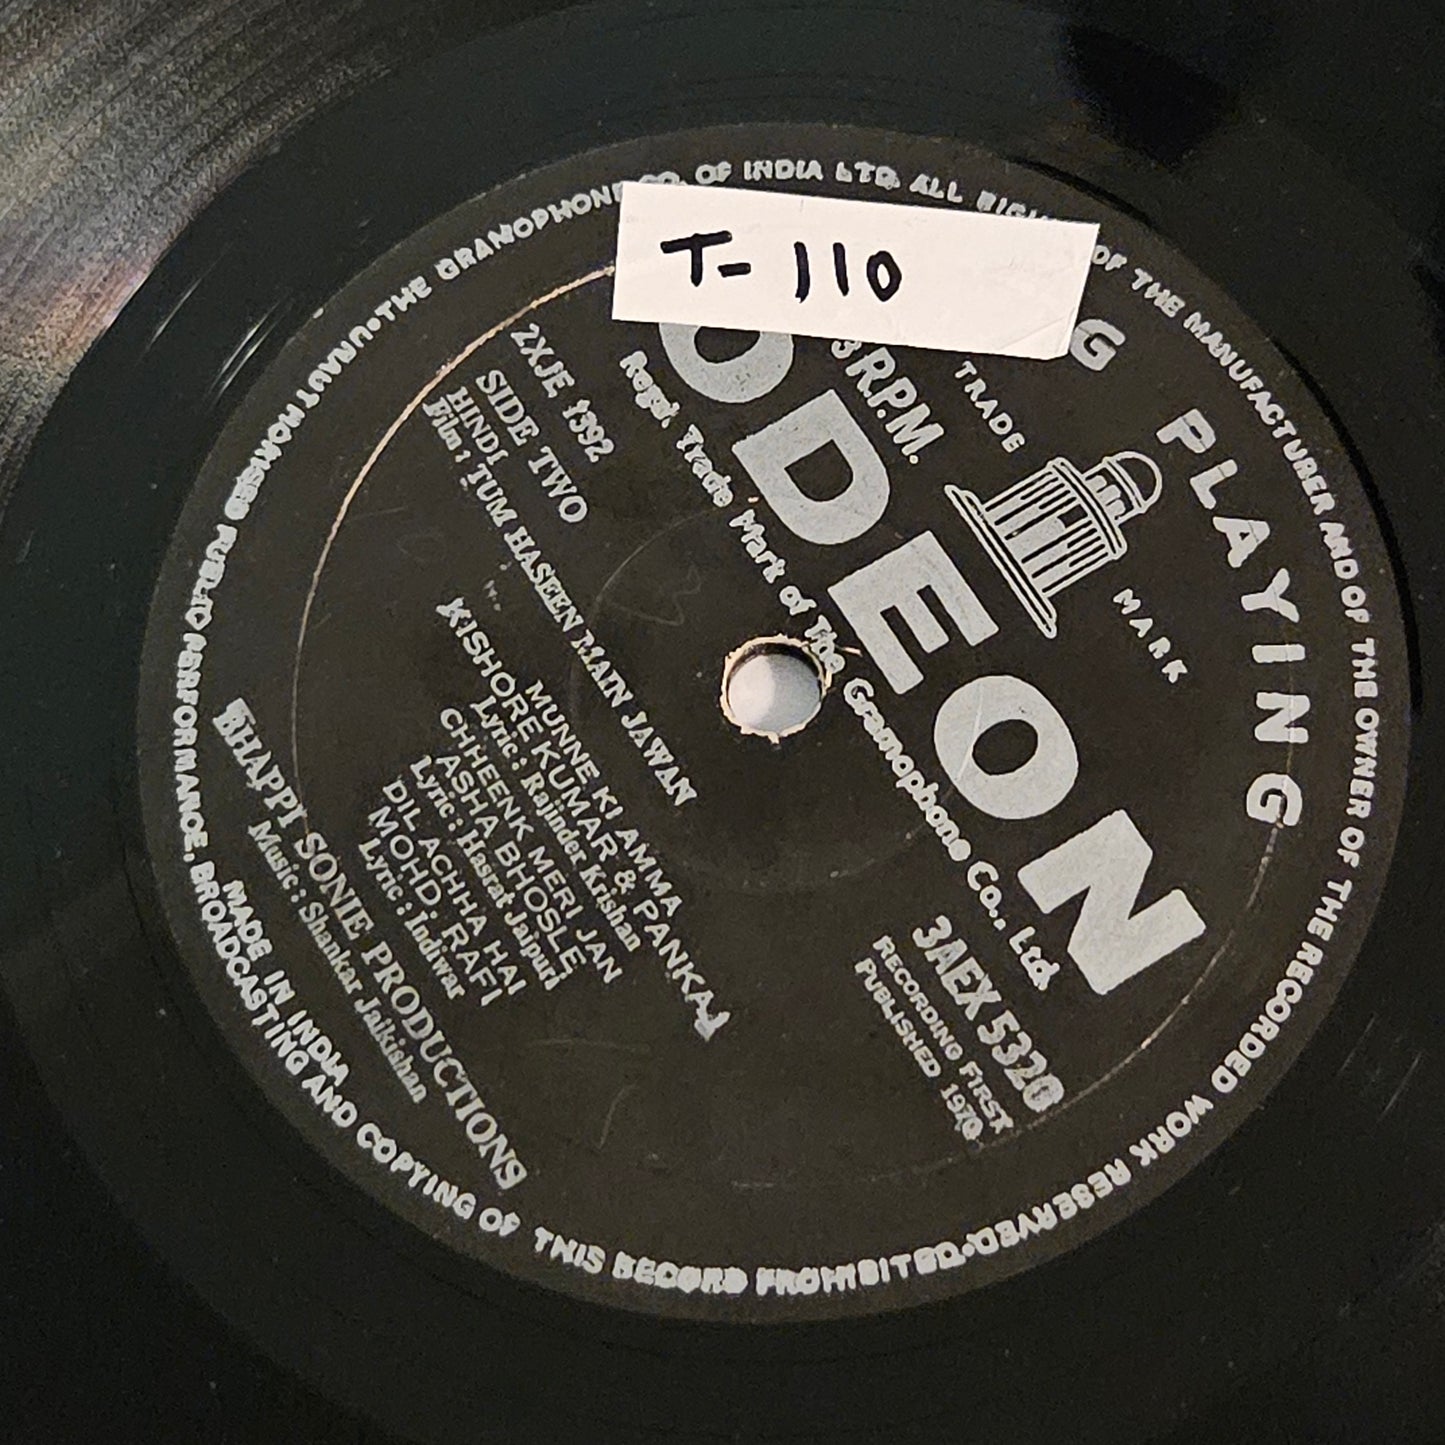 T-110
THE GRAMOPHONE CO. OF INDIA LTD. ALL OF THE MANUFACTURER AND OF THE OWNER OF THE RECORDED WORK RESERVED
PUBLIC PERFORMANCE, BROADCASTING AND COPYING OF THIS RECORD PROHIBITED
PLAYING
3 R.P.M.
TRADE MARK
ODEON
Regd. Trade Mark of The Gramophone Co., Ltd.
2XJE 1392
SIDE TWO
HINDI
Film : TUM HASEEN MAIN JAWAN
3AEX 5320
RECORDING FIRST
PUBLISHED 1970
MUNNE KI AMMA
KISHORE KUMAR & PANKAJ
Lyric : Rajinder Krishan
CHHEENK MERI JAN
ASHA BHOSLE
Lyric : Hasrat Jaipuri
DIL ACHHA HAI
MOHD. RAFI
Lyric : Indiwar
BHAPPI SONIE PRODUCTIONS
Music : Shankar Jaikishan
MADE IN INDIA